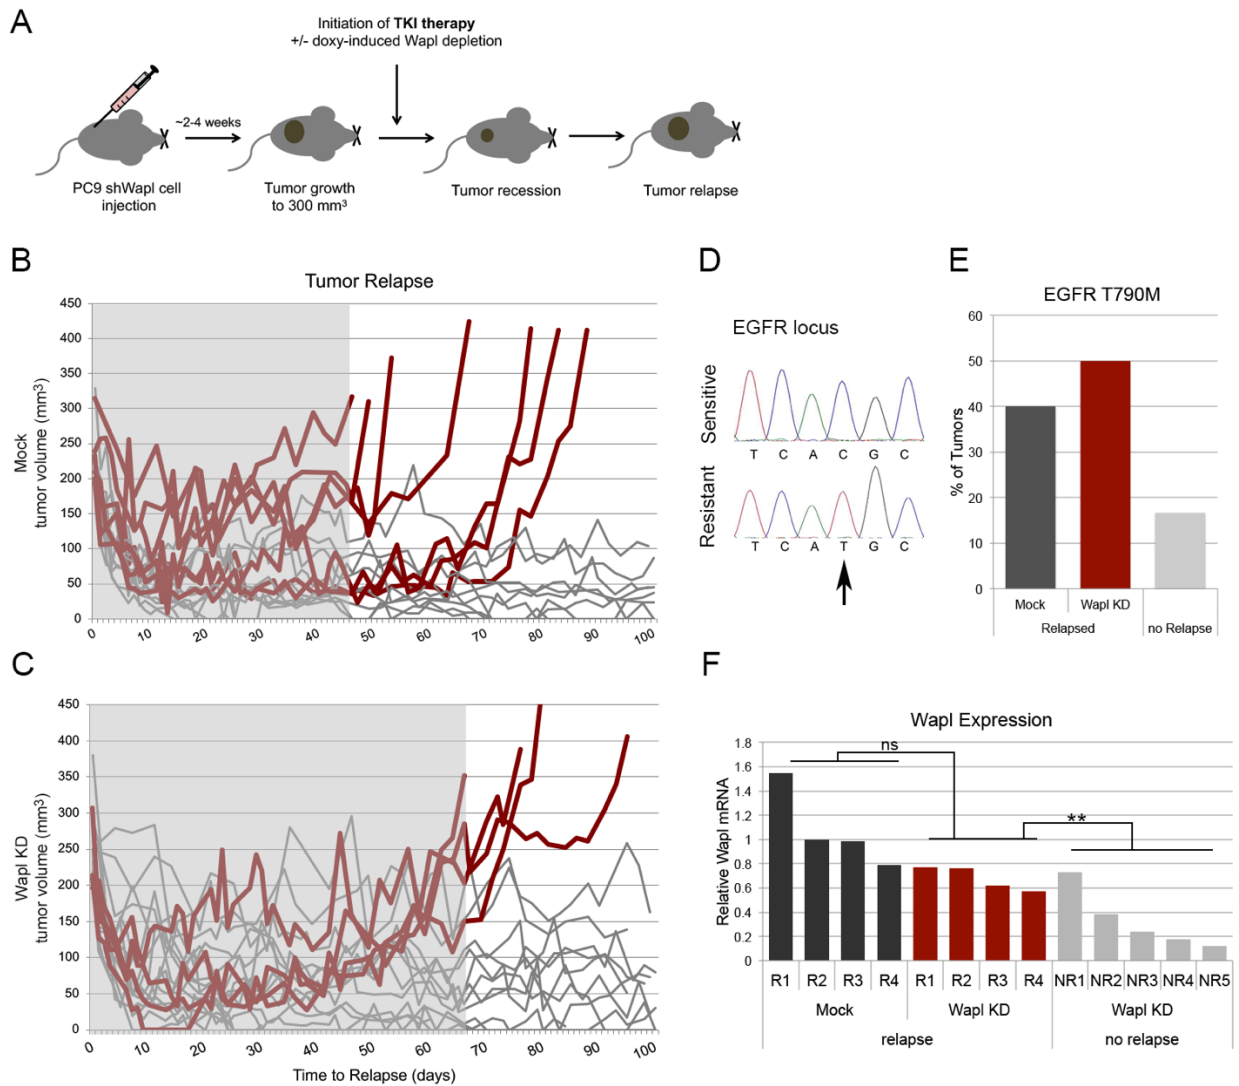 A
Initiation of TKI therapy
+/- doxy-induced Wapl depletion
~2-4 weeks
PC9 shWapl cell
injection
Tumor growth
to 300 mm³
Tumor recession
Tumor relapse
B
Tumor Relapse
Mock
tumor volume (mm³)
450
400
350
300
250
200
150
100
50
0
0 10 20 30 40 50 60 70 80 90 100
C
Wapl KD
tumor volume (mm³)
450
400
350
300
250
200
150
100
50
0
0 10 20 30 40 50 60 70 80 90 100
Time to Relapse (days)
D
EGFR locus
Sensitive
T C A C G C
Resistant
T C A T G C
E
EGFR T790M
% of Tumors
60
50
40
30
20
10
0
Mock Wapl KD
Relapsed no Relapse
F
Wapl Expression
Relative Wapl mRNA
1.8
1.6
1.4
1.2
1
0.8
0.6
0.4
0.2
0
ns
**
R1 R2 R3 R4 R1 R2 R3 R4 NR1 NR2 NR3 NR4 NR5
Mock Wapl KD Wapl KD
relapse no relapse